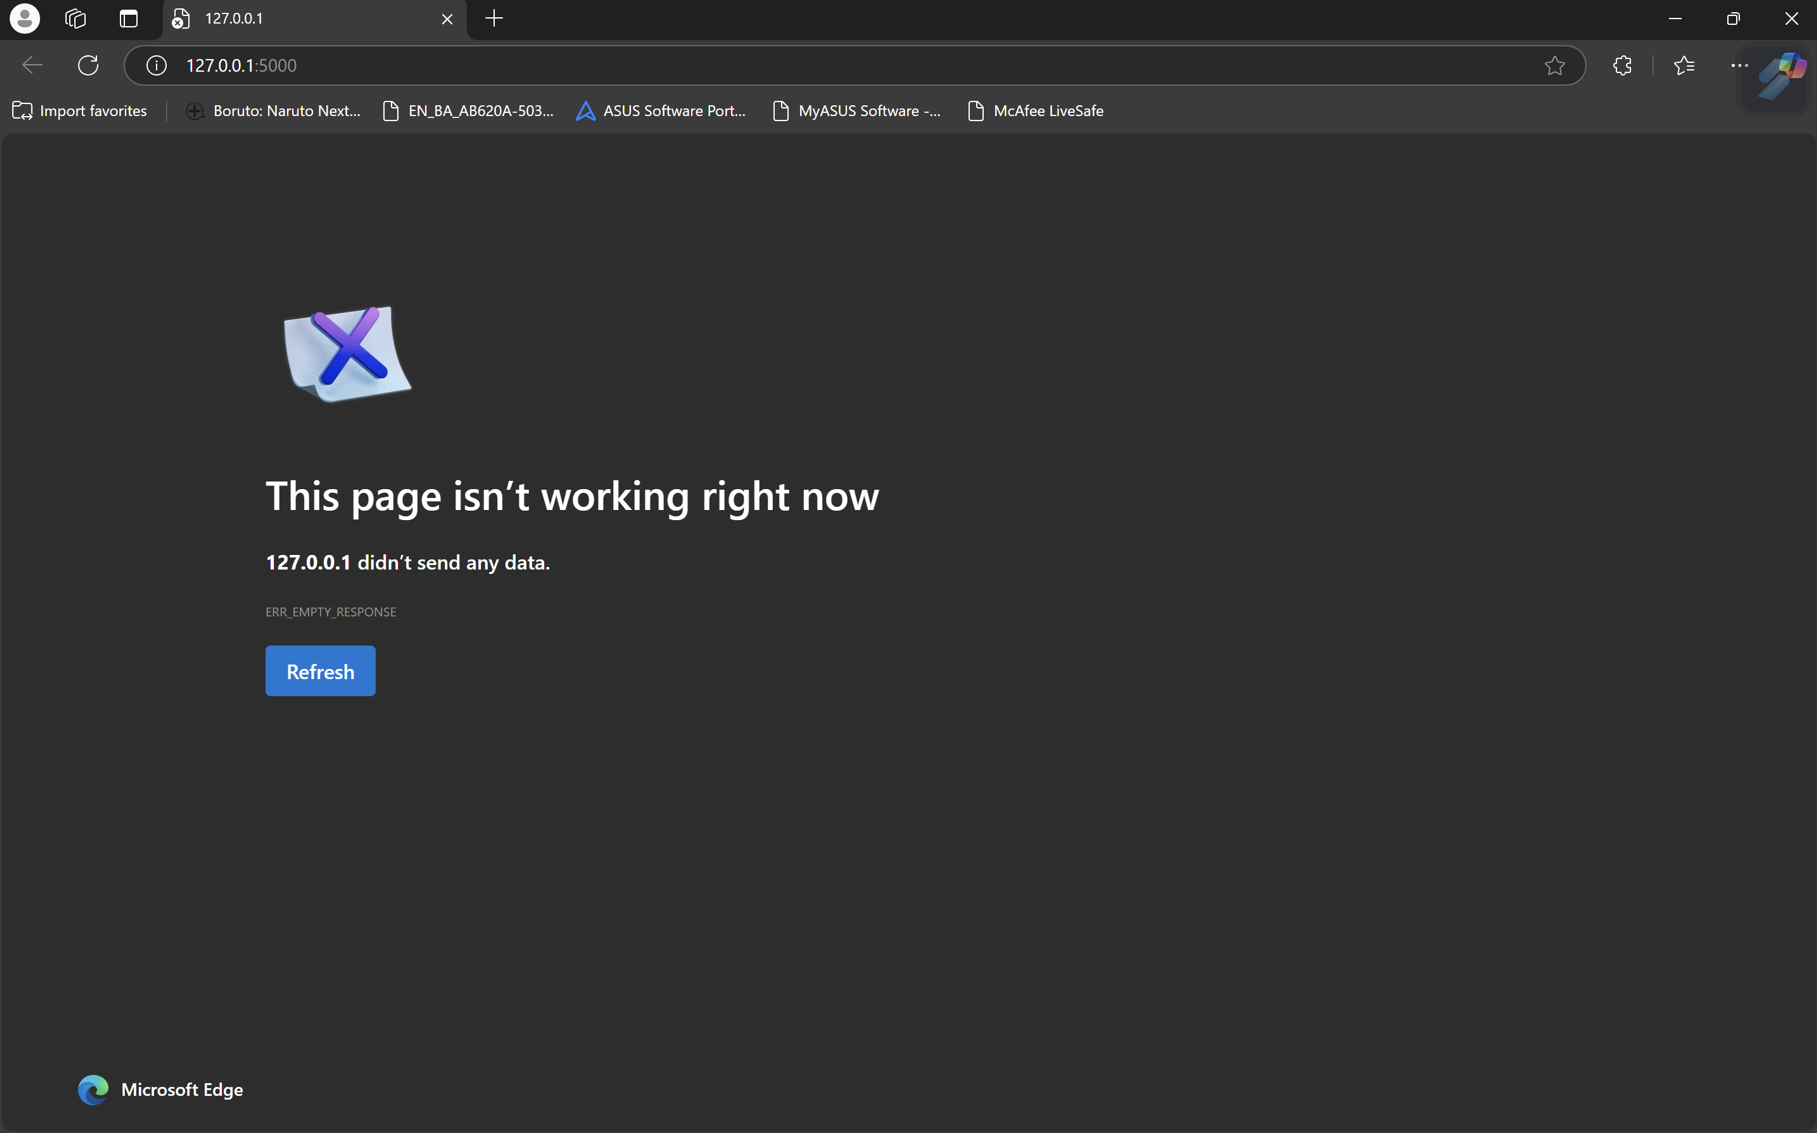 127.0.0.1
127.0.0.1:5000
Import favorites
Boruto: Naruto Next...
EN_BA_AB620A-503...
ASUS Software Port...
MyASUS Software -...
McAfee LiveSafe
This page isn’t working right now
127.0.0.1 didn’t send any data.
ERR_EMPTY_RESPONSE
Refresh
Microsoft Edge